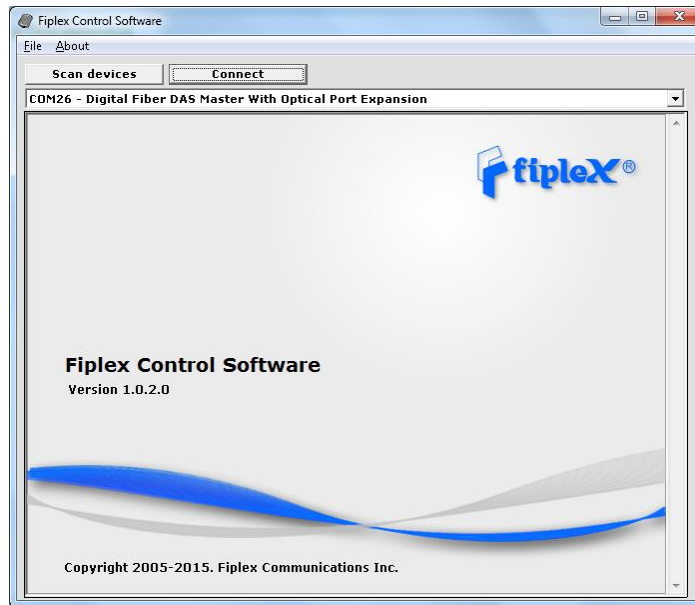 Fiplex Control Software
File About
Scan devices Connect
COM26 - Digital Fiber DAS Master With Optical Port Expansion
fipleX®
Fiplex Control Software
Version 1.0.2.0
Copyright 2005-2015. Fiplex Communications Inc.